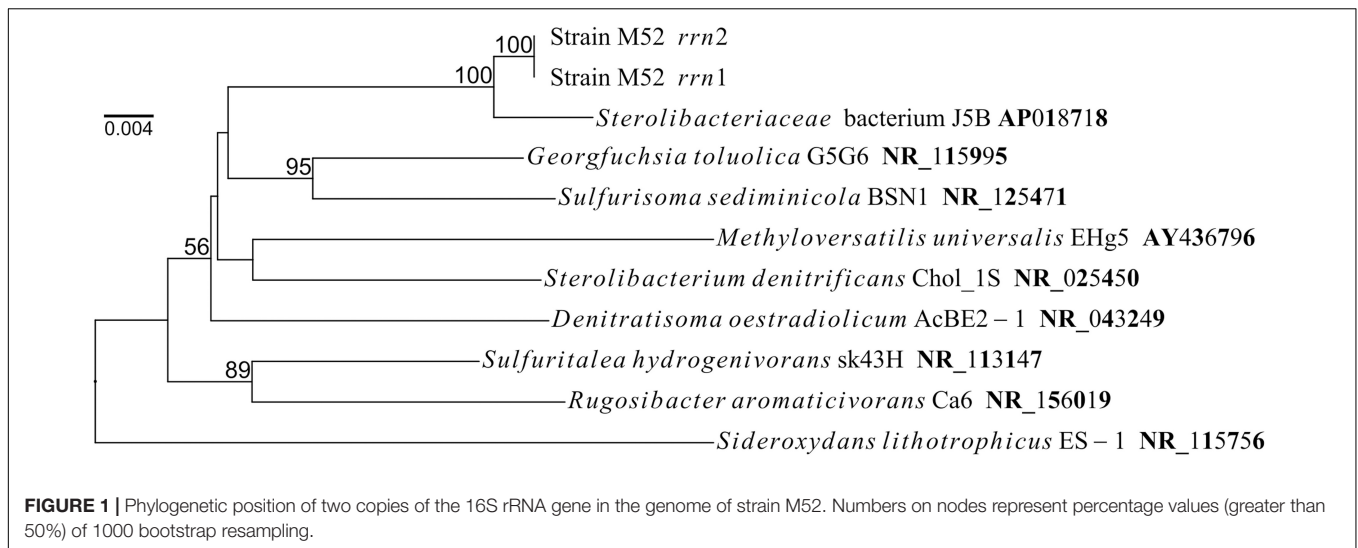 100 Strain M52 rrn2
100 Strain M52 rrn1
0.004
Sterolibacteriaceae bacterium J5B AP018718
95 Georgfuchsia toluolica G5G6 NR_115995
Sulfurisoma sediminicola BSN1 NR_125471
56 Methyloversatilis universalis EHg5 AY436796
Sterolibacterium denitrificans Chol_1S NR_025450
Denitratisoma oestradiolicum AcBE2 – 1 NR_043249
89 Sulfuritalea hydrogenivorans sk43H NR_113147
Rugosibacter aromaticivorans Ca6 NR_156019
Sideroxydans lithotrophicus ES – 1 NR_115756
FIGURE 1 | Phylogenetic position of two copies of the 16S rRNA gene in the genome of strain M52. Numbers on nodes represent percentage values (greater than
50%) of 1000 bootstrap resampling.